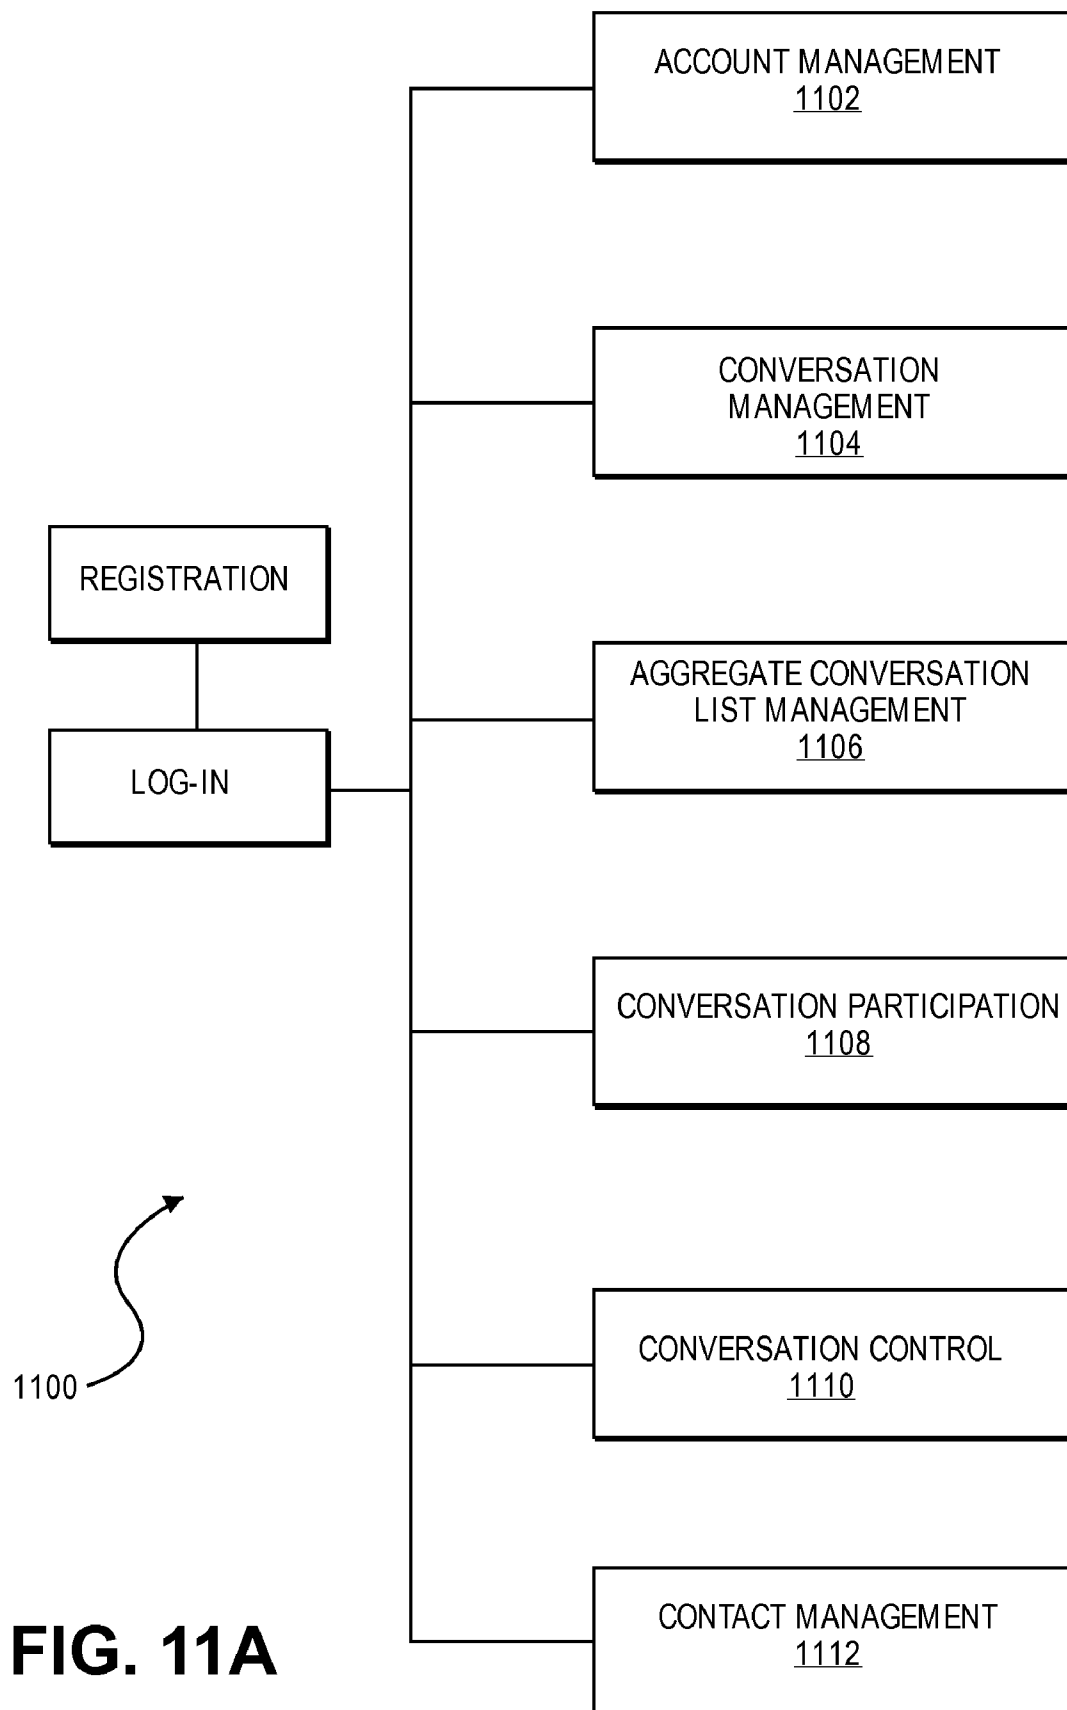 ACCOUNT MANAGEMENT
1102
CONVERSATION
MANAGEMENT
1104
REGISTRATION
AGGREGATE CONVERSATION
LIST MANAGEMENT
1106
LOG-IN
CONVERSATION PARTICIPATION
1108
CONVERSATION CONTROL
1110
1100
CONTACT MANAGEMENT
1112
FIG. 11A